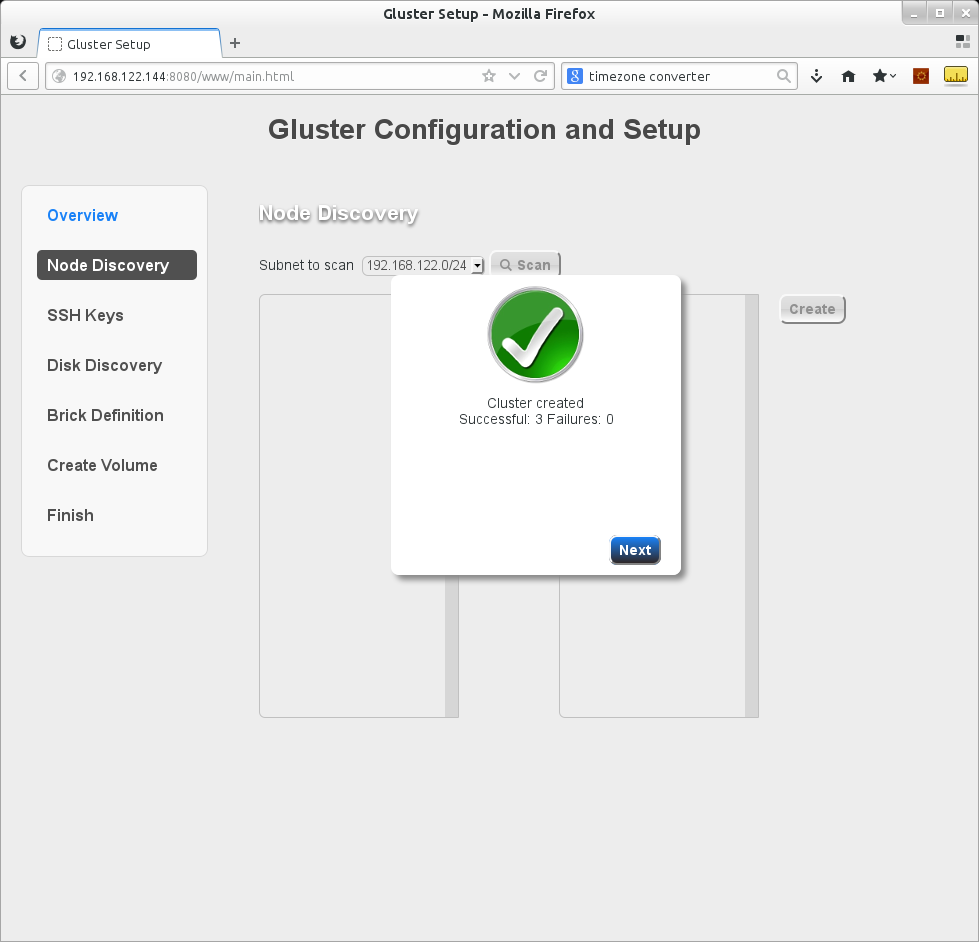 Gluster Setup - Mozilla Firefox
Gluster Setup
192.168.122.144:8080/www/main.html
8 timezone converter
Gluster Configuration and Setup
Overview
Node Discovery
SSH Keys
Disk Discovery
Brick Definition
Create Volume
Finish
Node Discovery
Subnet to scan 192.168.122.0/24 Scan
Create
Cluster created
Successful: 3 Failures: 0
Next